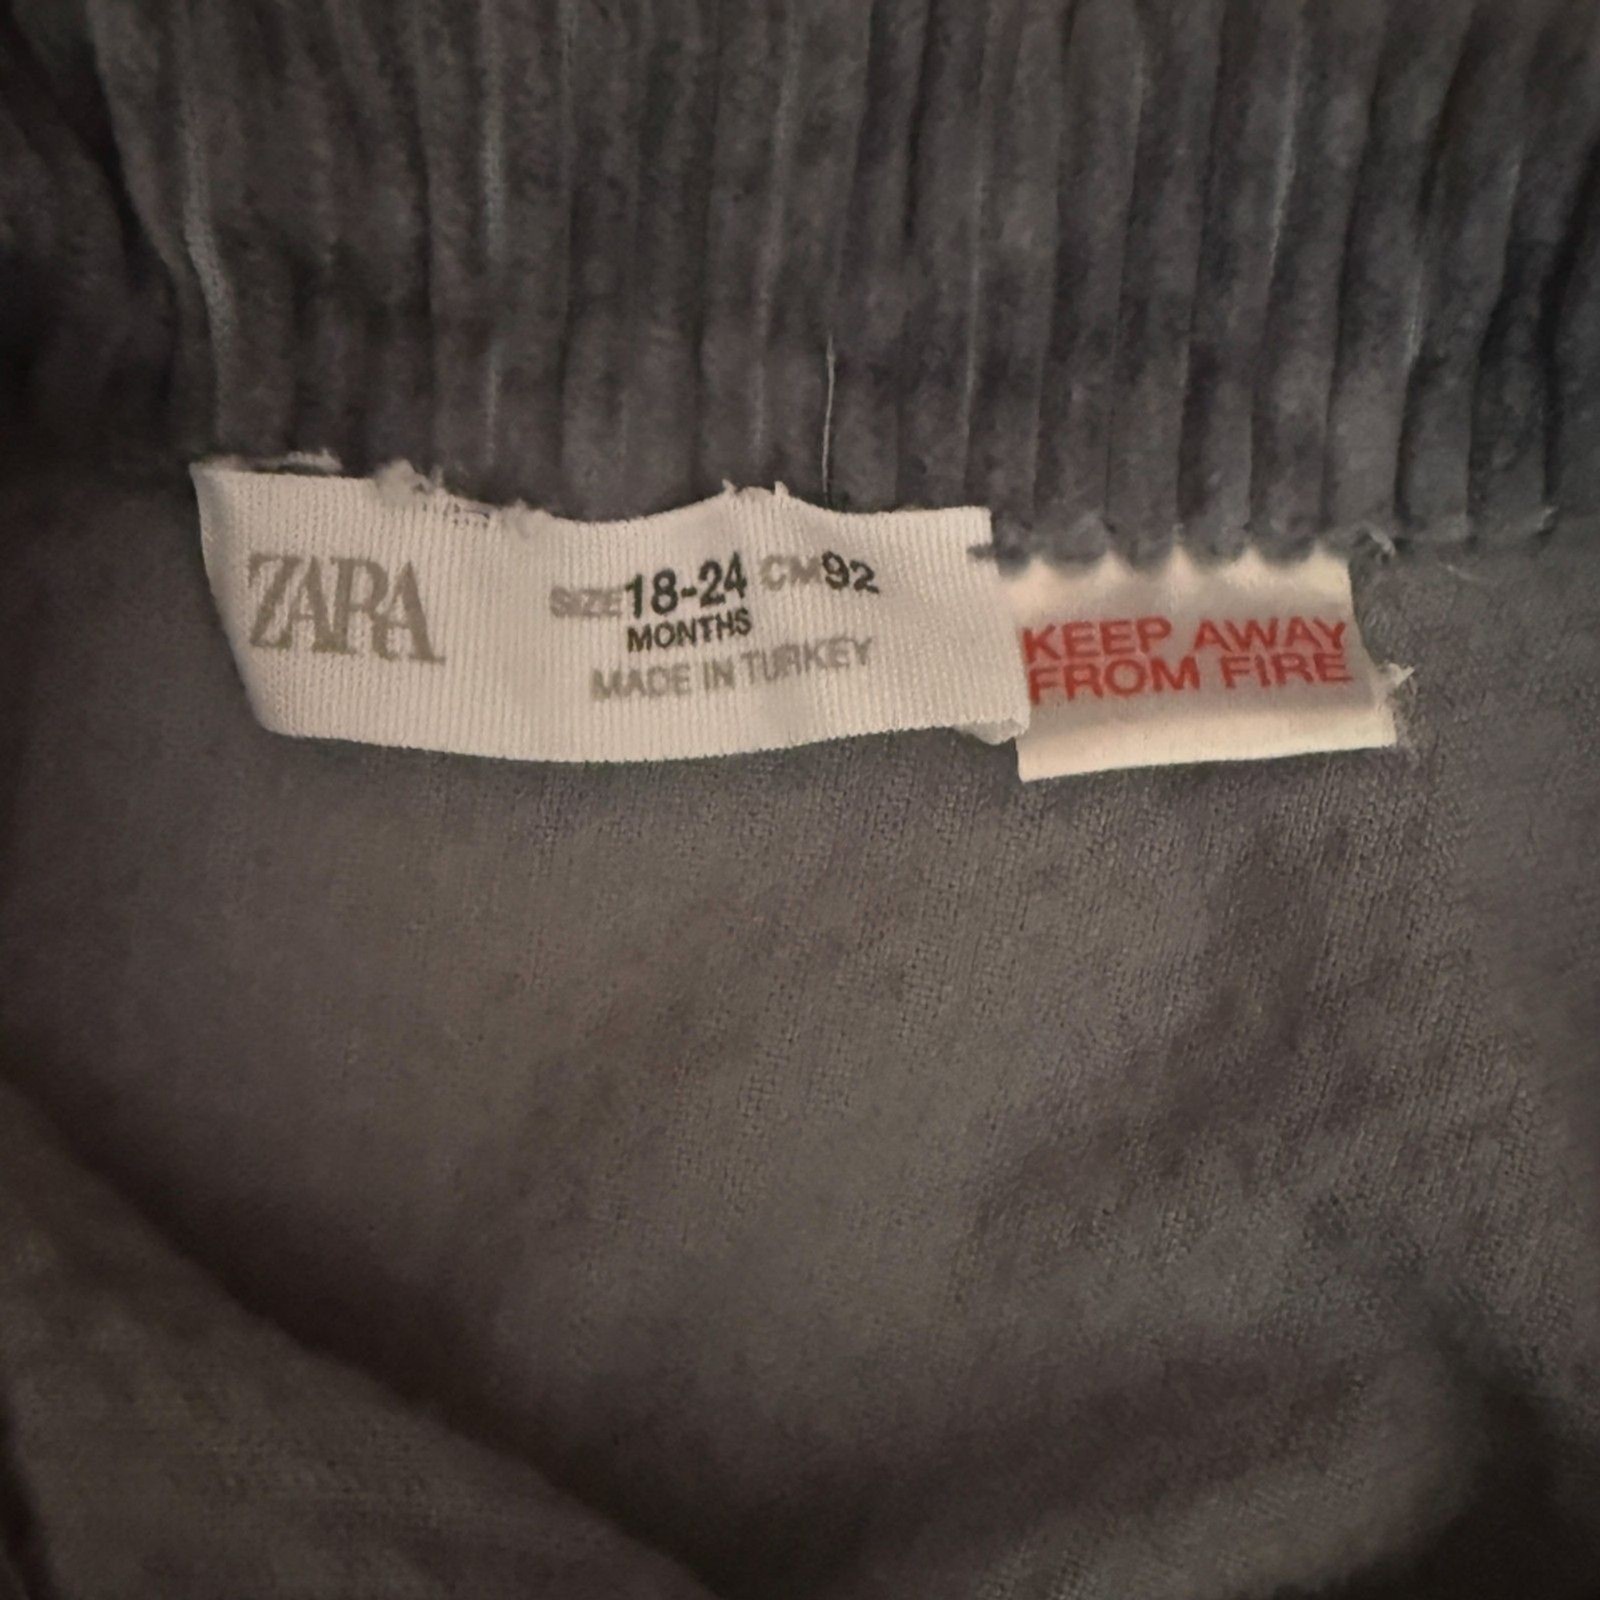 ZARA
SIZE 18-24 CM 92
MONTHS
MADE IN TURKEY
KEEP AWAY
FROM FIRE